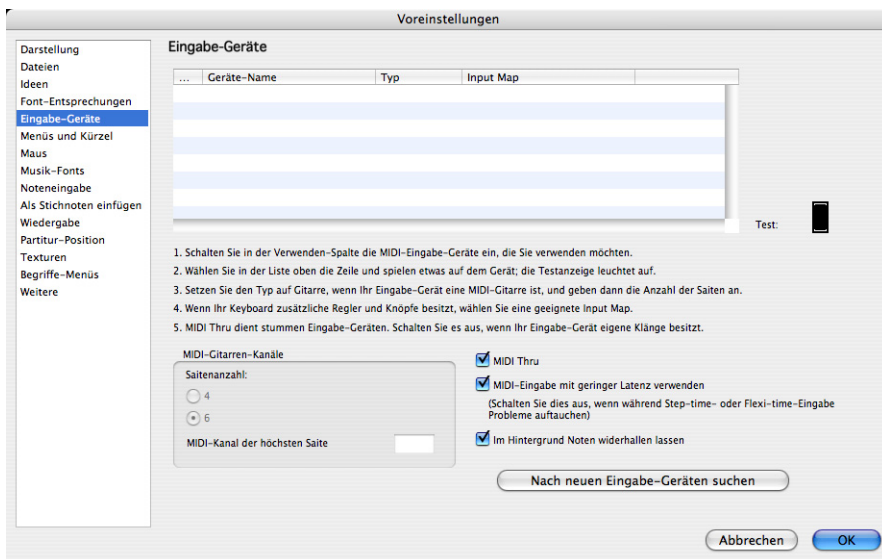 Voreinstellungen
Darstellung
Dateien
Ideen
Font-Entsprechungen
Eingabe-Geräte
Menüs und Kürzel
Maus
Musik-Fonts
Noteneingabe
Als Stichnoten einfügen
Wiedergabe
Partitur-Position
Texturen
Begriffe-Menüs
Weitere
Eingabe-Geräte
... Geräte-Name Typ Input Map
Test:
1. Schalten Sie in der Verwenden-Spalte die MIDI-Eingabe-Geräte ein, die Sie verwenden möchten.
2. Wählen Sie in der Liste oben die Zeile und spielen etwas auf dem Gerät; die Testanzeige leuchtet auf.
3. Setzen Sie den Typ auf Gitarre, wenn Ihr Eingabe-Gerät eine MIDI-Gitarre ist, und geben dann die Anzahl der Saiten an.
4. Wenn Ihr Keyboard zusätzliche Regler und Knöpfe besitzt, wählen Sie eine geeignete Input Map.
5. MIDI Thru dient stummen Eingabe-Geräten. Schalten Sie es aus, wenn Ihr Eingabe-Gerät eigene Klänge besitzt.
MIDI-Gitarren-Kanäle
Saitenanzahl:
4
6
MIDI-Kanal der höchsten Saite
MIDI Thru
MIDI-Eingabe mit geringer Latenz verwenden
(Schalten Sie dies aus, wenn während Step-time- oder Flexi-time-Eingabe
Probleme auftauchen)
Im Hintergrund Noten widerhallen lassen
Nach neuen Eingabe-Geräten suchen
Abbrechen
OK